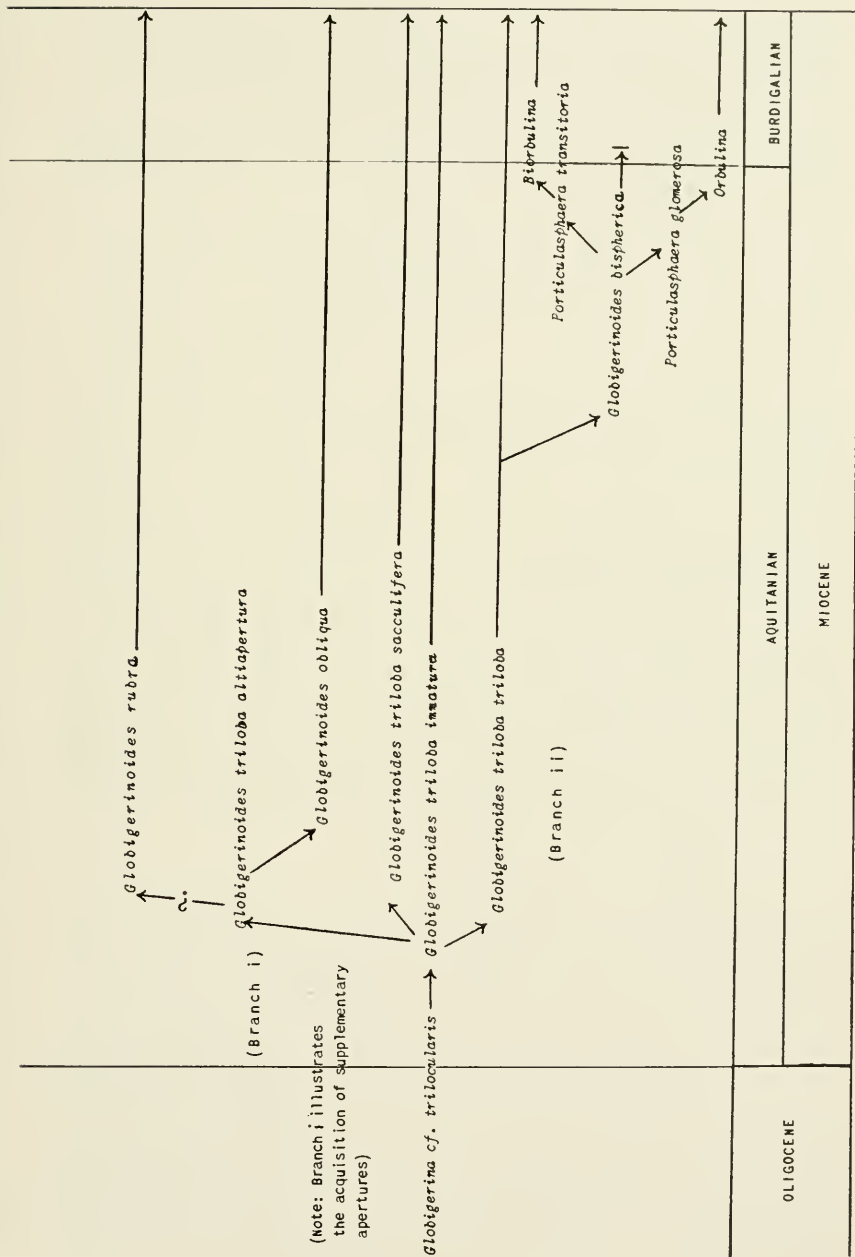 Globigerinoides rubra
?
Globigerinoides triloba altiapertura
(Branch i)
Globigerinoides obliqua
(Note: Branch i illustrates
the acquisition of supplementary
apertures)
Globigerinoides triloba sacculifera
Globigerina cf. trilocularis
Globigerinoides triloba immatura
Globigerinoides triloba triloba
(Branch ii)
Biorbulina
Porticulasphaera transitoria
Globigerinoides bispherica
Porticulasphaera glomerosa
Orbulina
OLIGOCENE
AQUITANIAN
BURDIGALIAN
MIOCENE